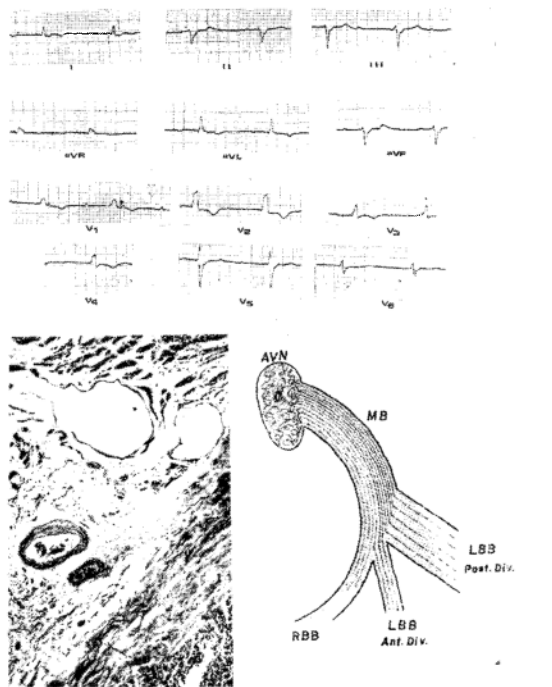 I
II
III
aVR
aVL
aVF
V1
V2
V3
V4
V5
V6
AVN
MB
LBB
Post. Div.
RBB
LBB
Ant. Div.